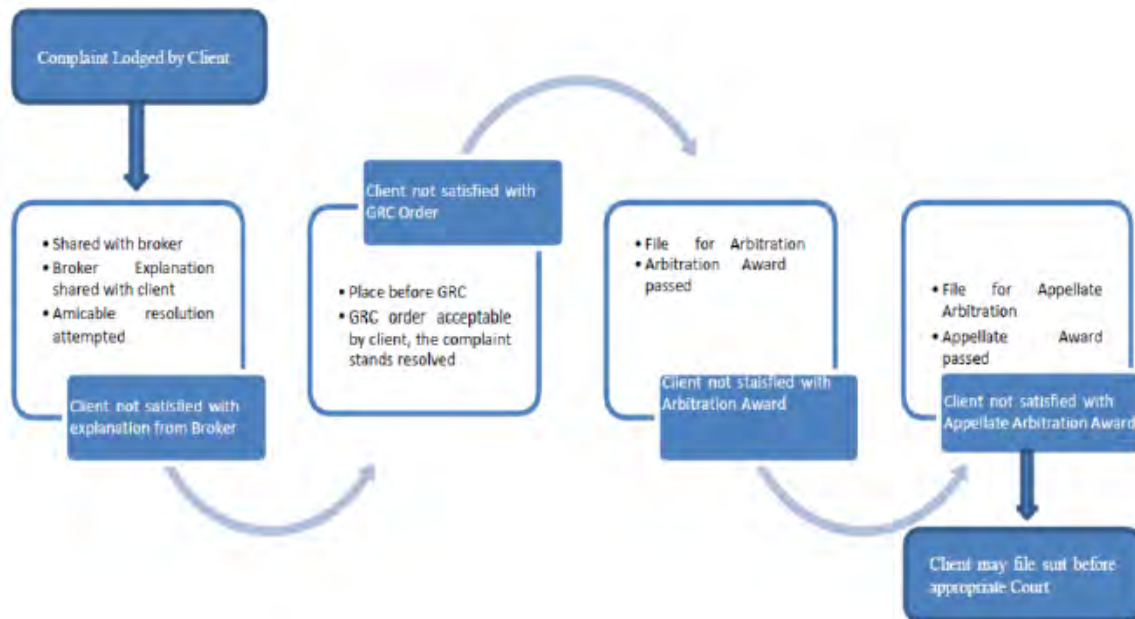 Complaint Lodged by Client
• Shared with broker
• Broker Explanation
shared with client
• Amicable resolution
attempted
Client not satisfied with
explanation from Broker
Client not satisfied with
GRC Order
• Place before GRC
• GRC order acceptable
by client, the complaint
stands resolved
• File for Arbitration
• Arbitration Award
passed
Client not staisfied with
Arbitration Award
• File for Appellate
Arbitration
• Appellate Award
passed
Client not satisfied with
Appellate Arbitration Award
Client may file suit before
appropriate Court